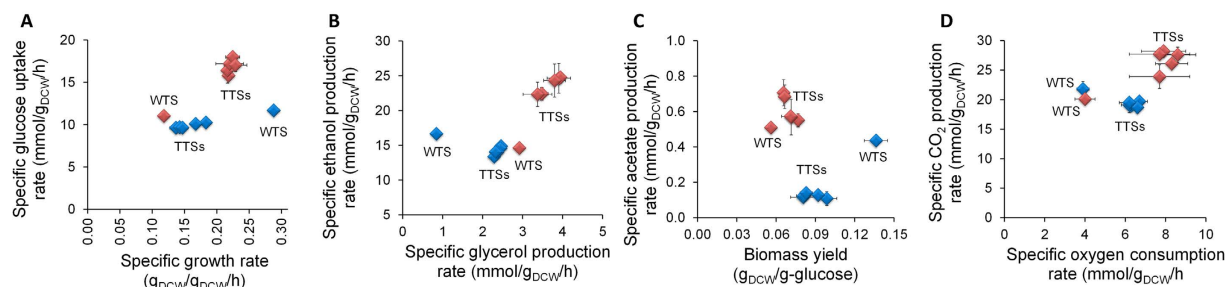 A
Specific glucose uptake
rate (mmol/gDCW/h)
20
15
10
5
0
WTS
TTSs
TTSs
WTS
0.00
0.05
0.10
0.15
0.20
0.25
0.30
Specific growth rate
(gDCW/gDCW/h)
B
Specific ethanol production
rate (mmol/gDCW/h)
30
25
20
15
10
5
TTSs
WTS
TTSs
WTS
0 1 2 3 4 5
Specific glycerol production
rate (mmol/gDCW/h)
C
Specific acetate production
rate (mmol/gDCW/h)
1.0
0.8
0.6
0.4
0.2
0.0
TTSs
WTS
WTS
TTSs
0.00 0.03 0.06 0.09 0.12 0.15
Biomass yield
(gDCW/g-glucose)
D
Specific CO2 production
rate (mmol/gDCW/h)
30
25
20
15
10
5
0
TTSs
WTS
WTS
TTSs
0 2 4 6 8 10
Specific oxygen consumption
rate (mmol/gDCW/h